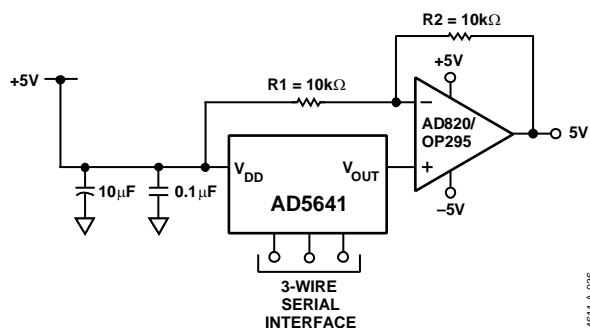 R2 = 10kΩ
+5V
R1 = 10kΩ
+5V
–
AD820/
OP295
+
5V
–5V
VDD
VOUT
10μF
0.1μF
AD5641
3-WIRE
SERIAL
INTERFACE